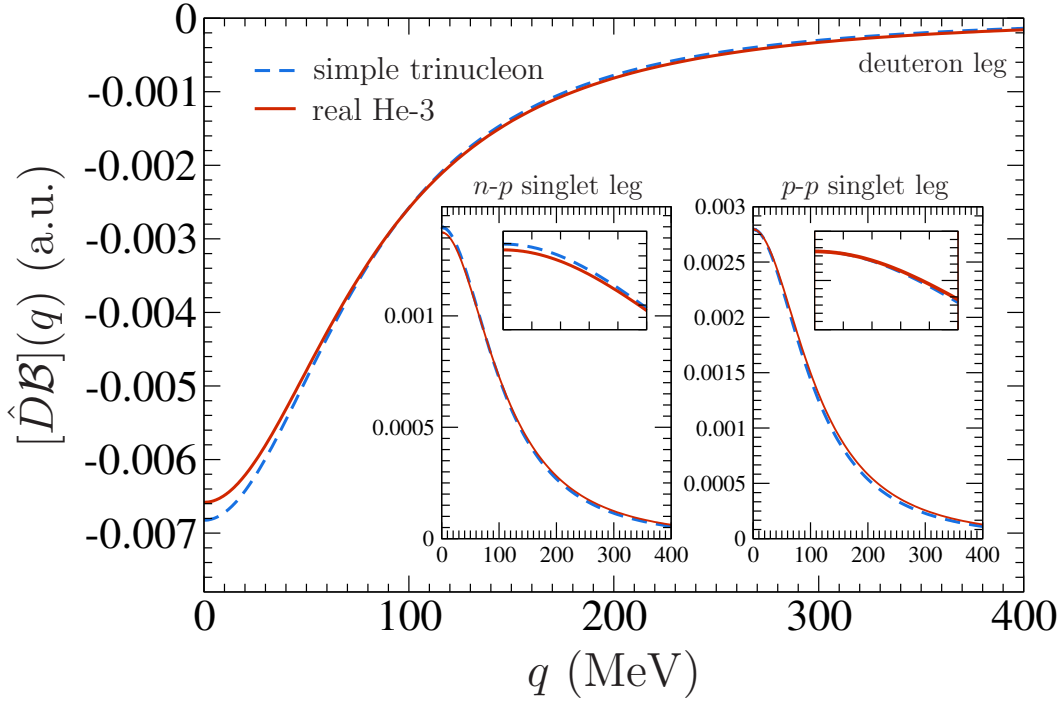 0
-0.001
-0.002
-0.003
-0.004
-0.005
-0.006
-0.007
[D̂ℬ](q) (a.u.)
simple trinucleon
real He-3
deuteron leg
n-p singlet leg
0.001
0.0005
0
0 100 200 300 400
p-p singlet leg
0.003
0.0025
0.002
0.0015
0.001
0.0005
0
0 100 200 300 400
0 100 200 300 400
q (MeV)